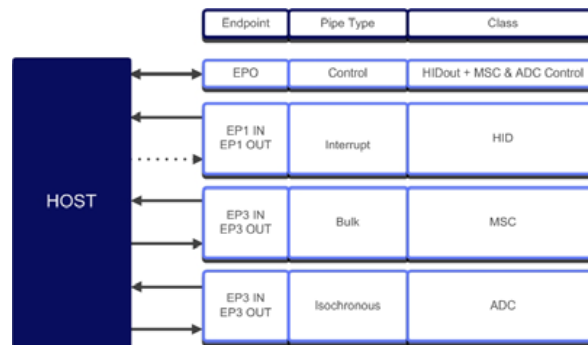 Endpoint Pipe Type Class
EPO Control HIDout + MSC & ADC Control
EP1 IN
EP1 OUT Interrupt HID
HOST
EP3 IN
EP3 OUT Bulk MSC
EP3 IN
EP3 OUT Isochronous ADC